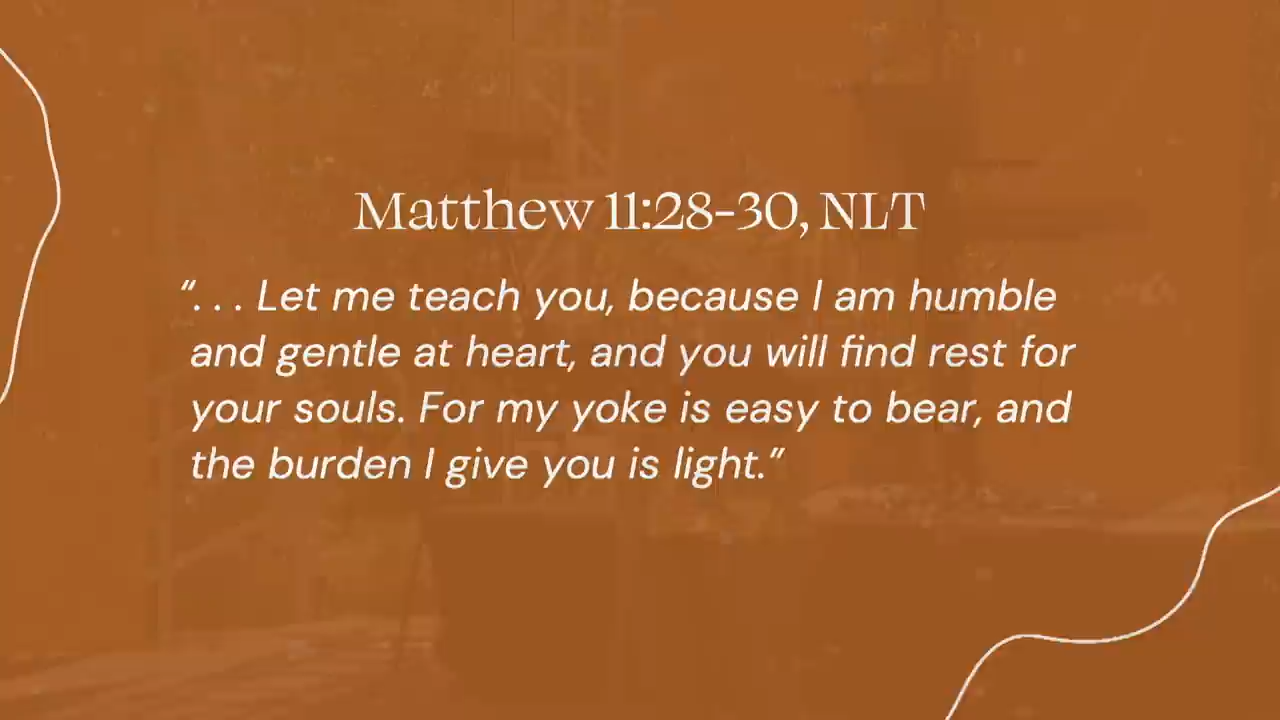 Matthew 11:28-30, NLT
“. . . Let me teach you, because I am humble
and gentle at heart, and you will find rest for
your souls. For my yoke is easy to bear, and
the burden I give you is light.”